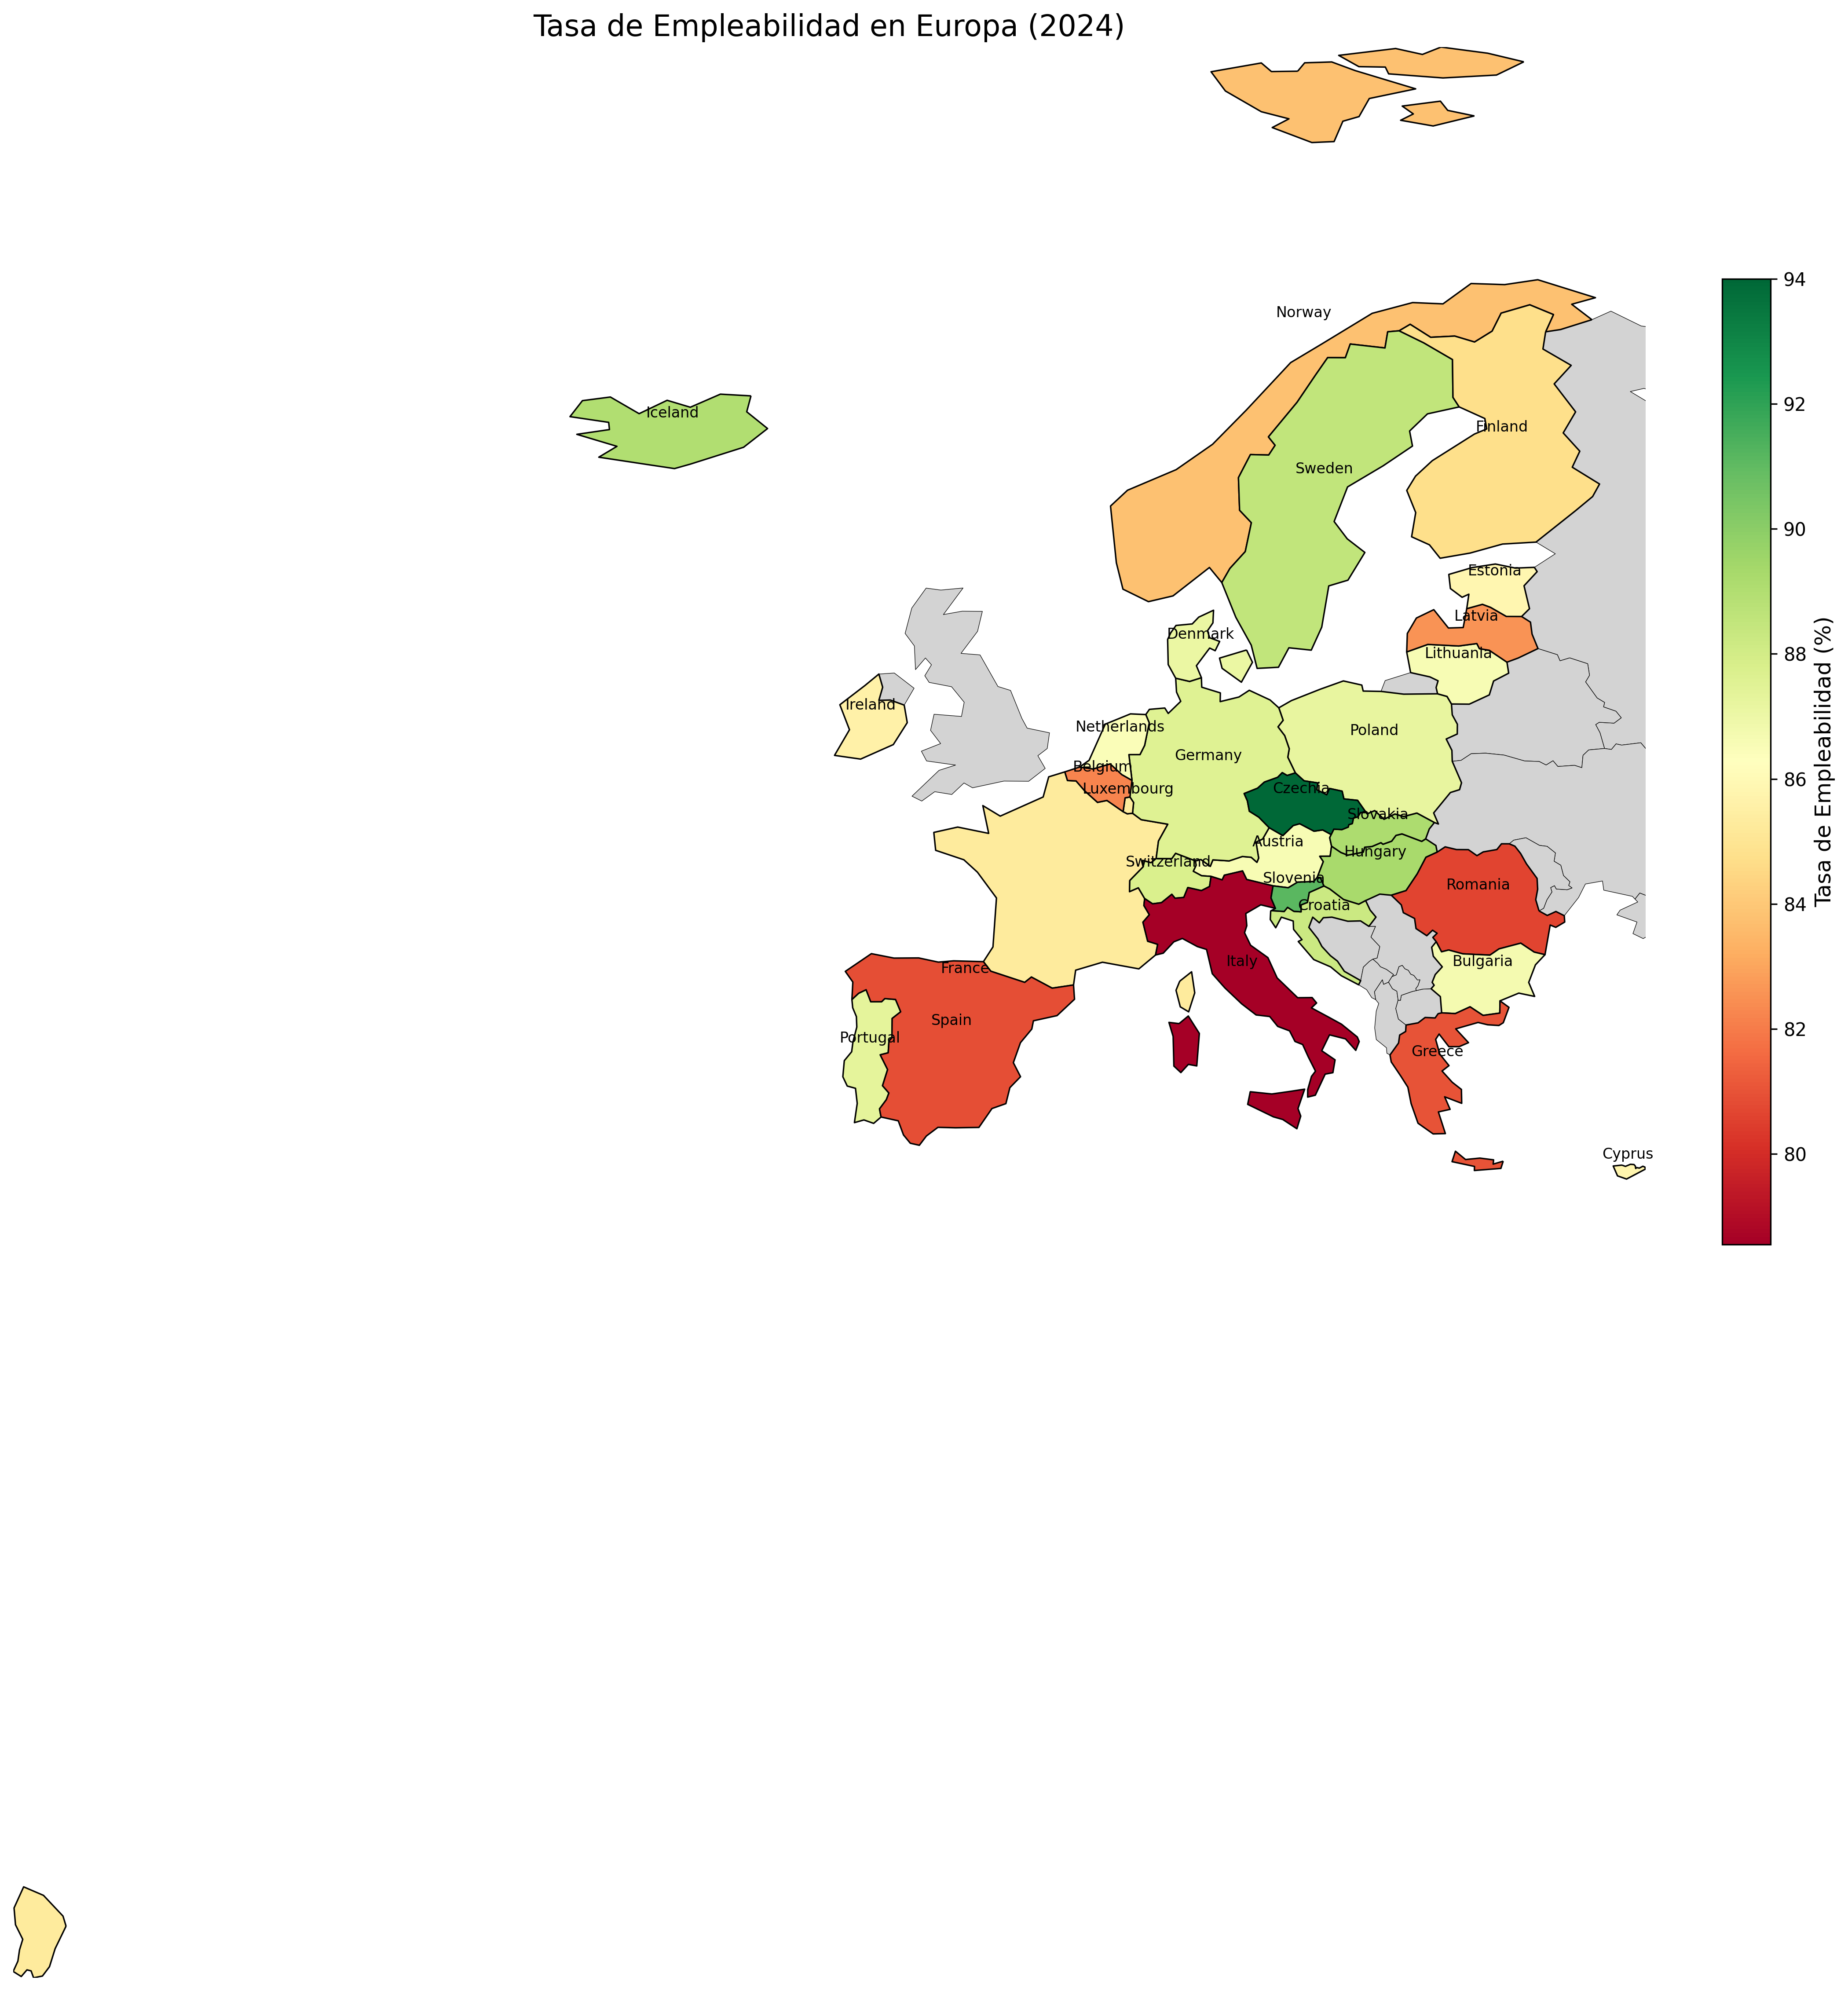 Tasa de Empleabilidad en Europa (2024)
Norway
Iceland
Finland
Sweden
Estonia
Latvia
Denmark
Lithuania
Ireland
Netherlands
Poland
Germany
Belgium
Luxembourg
Czechia
Slovakia
Austria
Hungary
Switzerland
Slovenia
Romania
Croatia
Italy
Bulgaria
France
Spain
Portugal
Greece
Cyprus
94
92
90
88
86
84
82
80
Tasa de Empleabilidad (%)